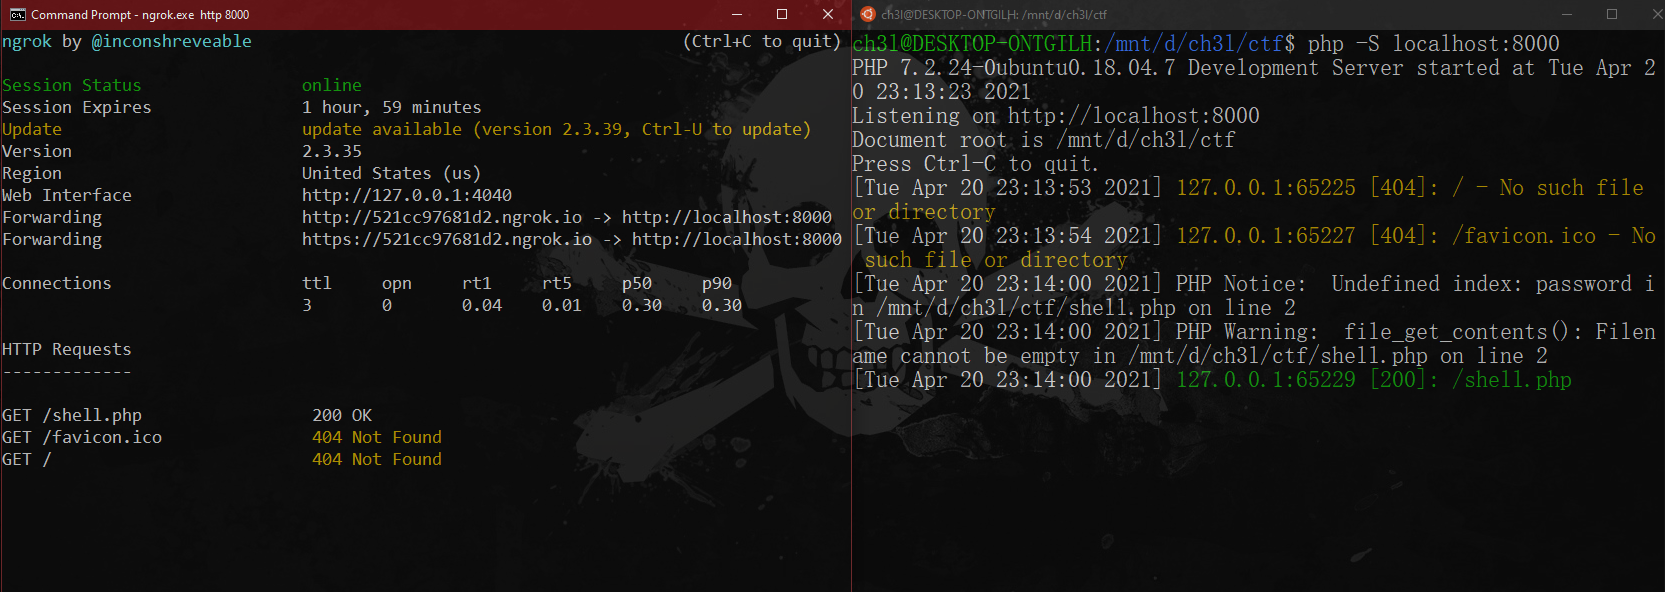 Command Prompt - ngrok.exe  http 8000
ngrok by @inconshreveable (Ctrl+C to quit)
Session Status online
Session Expires 1 hour, 59 minutes
Update update available (version 2.3.39, Ctrl-U to update)
Version 2.3.35
Region United States (us)
Web Interface http://127.0.0.1:4040
Forwarding http://521cc97681d2.ngrok.io -> http://localhost:8000
Forwarding https://521cc97681d2.ngrok.io -> http://localhost:8000
Connections ttl opn rt1 rt5 p50 p90
3 0 0.04 0.01 0.30 0.30
HTTP Requests
-------------
GET /shell.php 200 OK
GET /favicon.ico 404 Not Found
GET / 404 Not Found
ch3l@DESKTOP-ONTGILH: /mnt/d/ch3l/ctf
ch3l@DESKTOP-ONTGILH:/mnt/d/ch3l/ctf$ php -S localhost:8000
PHP 7.2.24-0ubuntu0.18.04.7 Development Server started at Tue Apr 2
0 23:13:23 2021
Listening on http://localhost:8000
Document root is /mnt/d/ch3l/ctf
Press Ctrl-C to quit.
[Tue Apr 20 23:13:53 2021] 127.0.0.1:65225 [404]: / - No such file
or directory
[Tue Apr 20 23:13:54 2021] 127.0.0.1:65227 [404]: /favicon.ico - No
such file or directory
[Tue Apr 20 23:14:00 2021] PHP Notice:  Undefined index: password i
n /mnt/d/ch3l/ctf/shell.php on line 2
[Tue Apr 20 23:14:00 2021] PHP Warning:  file_get_contents(): Filen
ame cannot be empty in /mnt/d/ch3l/ctf/shell.php on line 2
[Tue Apr 20 23:14:00 2021] 127.0.0.1:65229 [200]: /shell.php